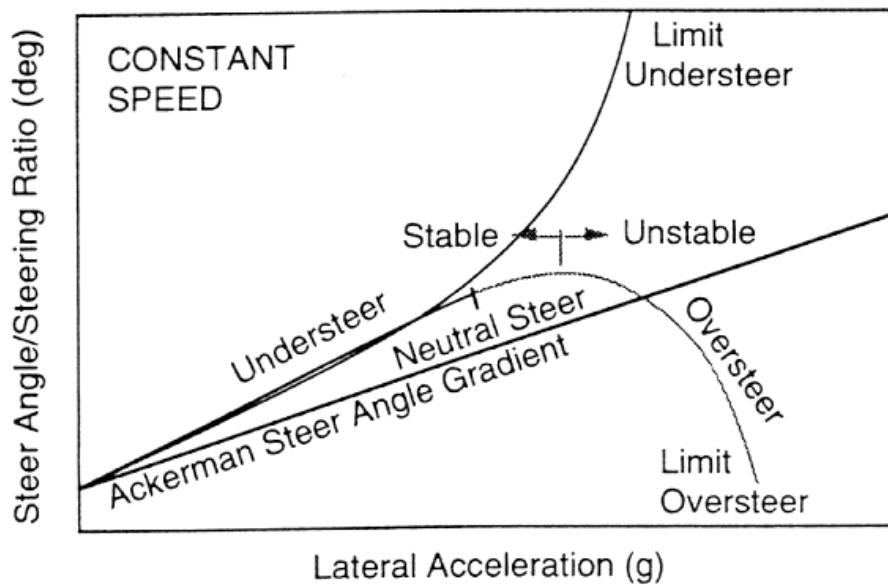 CONSTANT
SPEED
Limit
Understeer
Stable
Unstable
Understeer
Neutral Steer
Ackerman Steer Angle Gradient
Oversteer
Limit
Oversteer
Steer Angle/Steering Ratio (deg)
Lateral Acceleration (g)